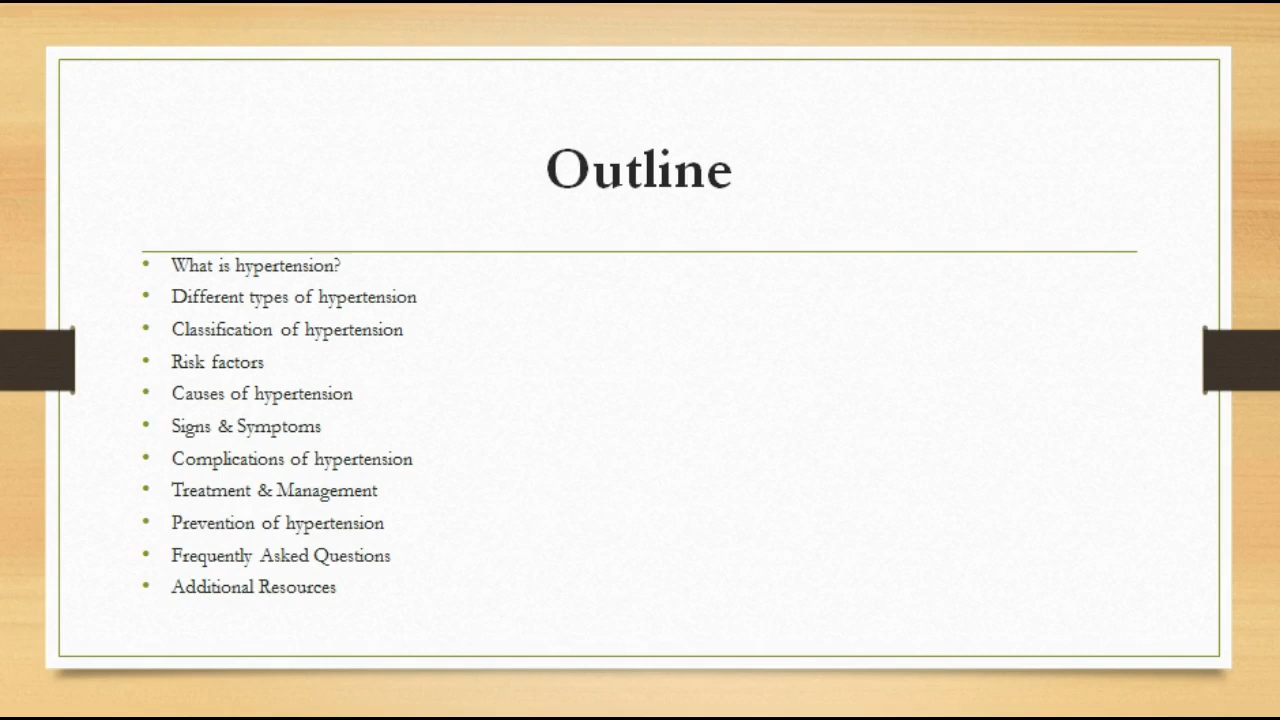 Outline
• What is hypertension?
• Different types of hypertension
• Classification of hypertension
• Risk factors
• Causes of hypertension
• Signs & Symptoms
• Complications of hypertension
• Treatment & Management
• Prevention of hypertension
• Frequently Asked Questions
• Additional Resources